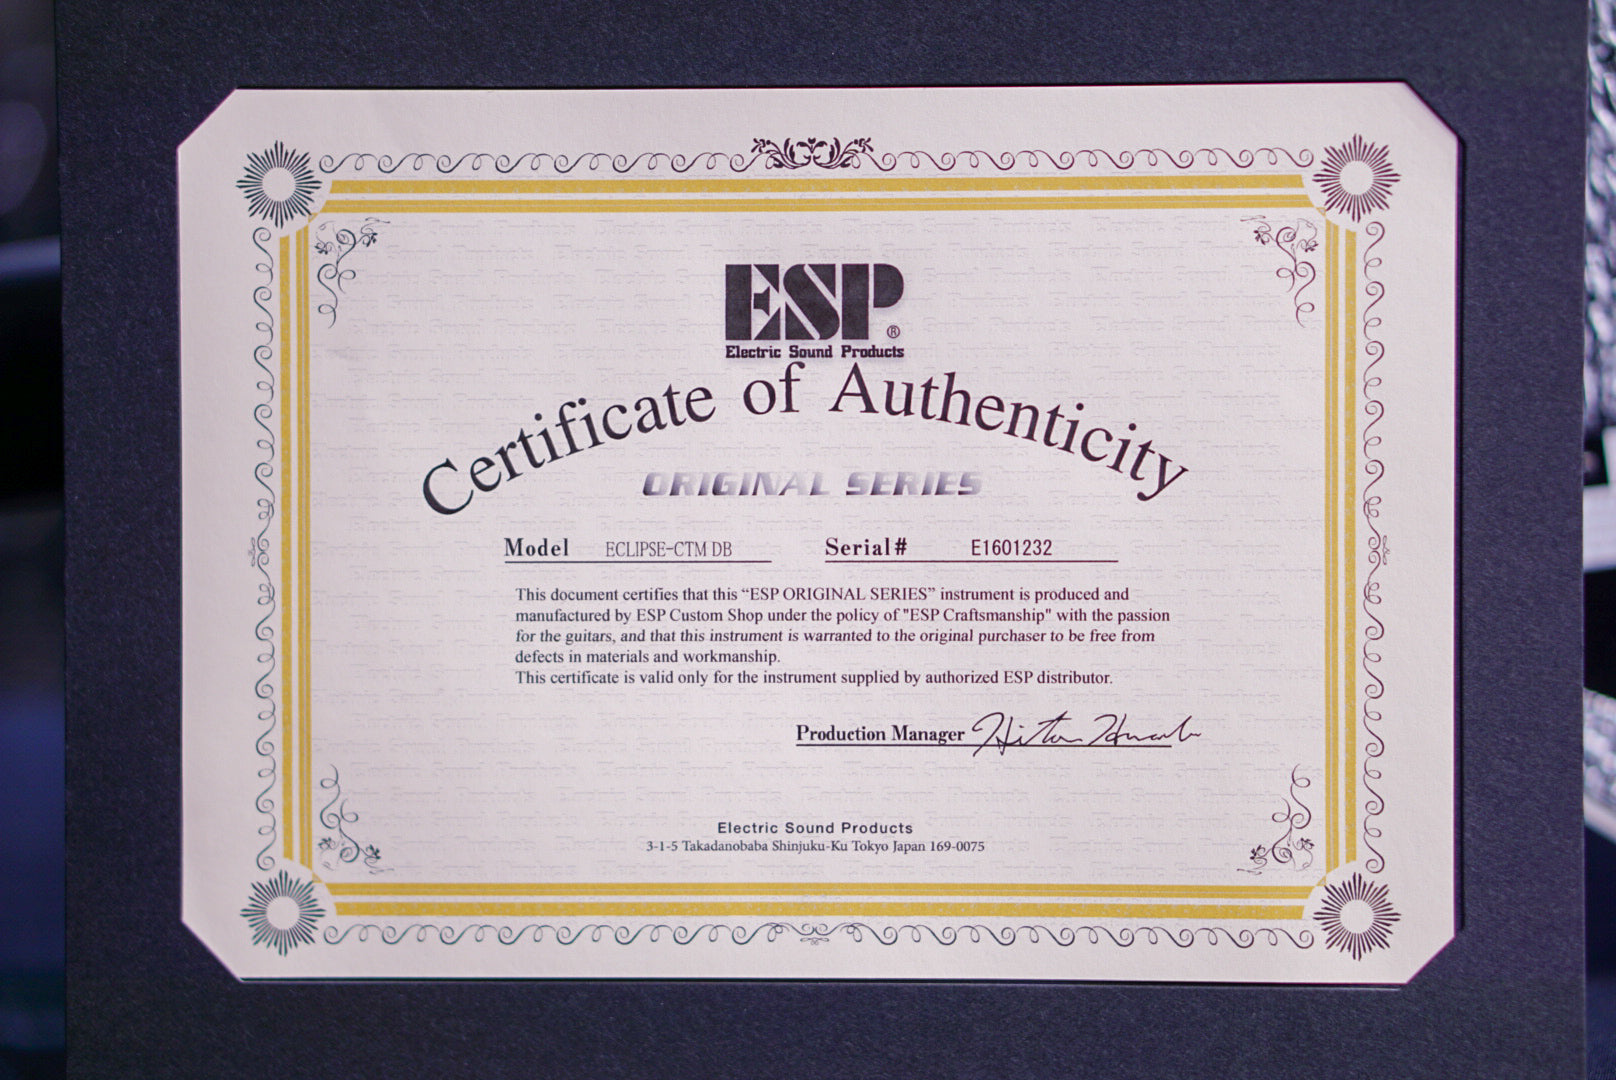 ESP®
Electric Sound Products
Certificate of Authenticity
ORIGINAL SERIES
Model ECLIPSE-CTM DB Serial# E1601232
This document certifies that this “ESP ORIGINAL SERIES” instrument is produced and
manufactured by ESP Custom Shop under the policy of "ESP Craftsmanship" with the passion
for the guitars, and that this instrument is warranted to the original purchaser to be free from
defects in materials and workmanship.
This certificate is valid only for the instrument supplied by authorized ESP distributor.
Production Manager
Electric Sound Products
3-1-5 Takadanobaba Shinjuku-Ku Tokyo Japan 169-0075